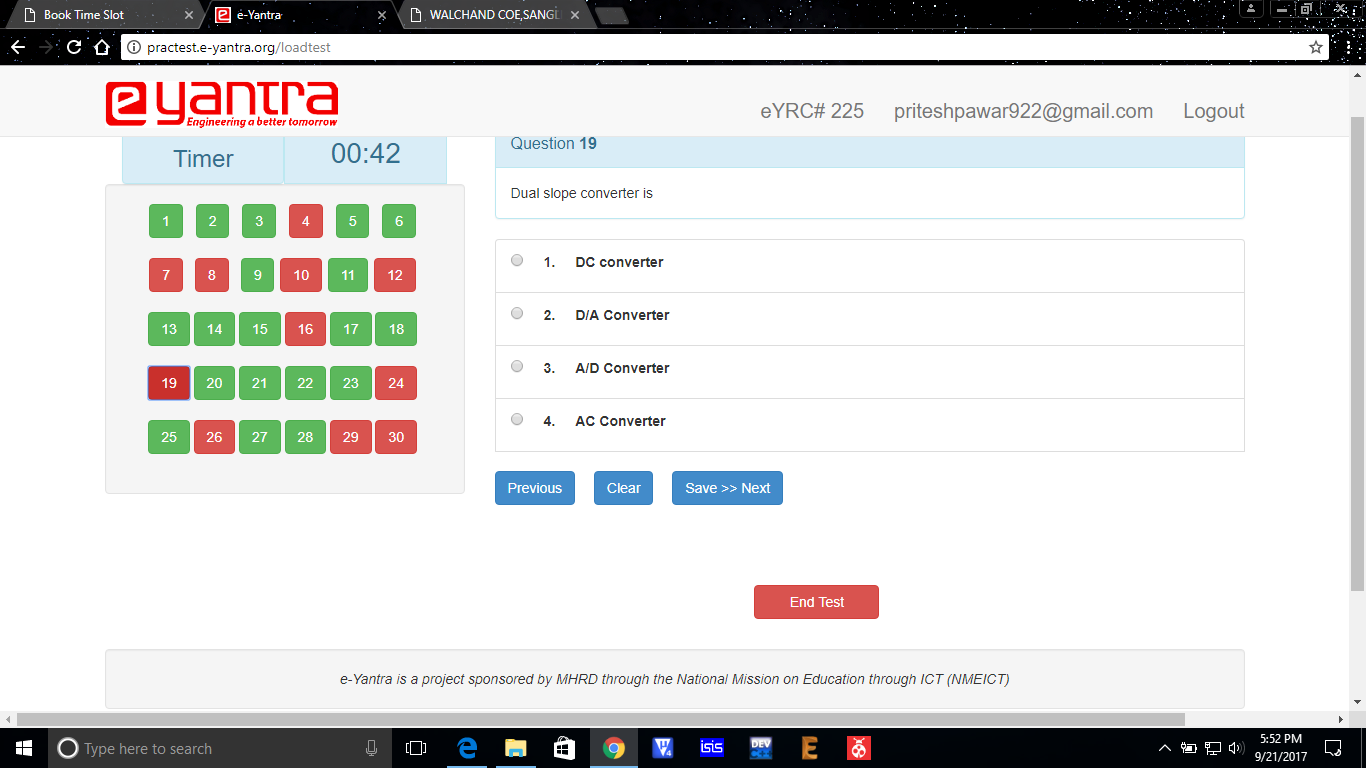 Book Time Slot
e-Yantra
WALCHAND COE,SANGL
practest.e-yantra.org/loadtest
e yantra
Engineering a better tomorrow
eYRC# 225 priteshpawar922@gmail.com Logout
Timer 00:42
1 2 3 4 5 6
7 8 9 10 11 12
13 14 15 16 17 18
19 20 21 22 23 24
25 26 27 28 29 30
Question 19
Dual slope converter is
1. DC converter
2. D/A Converter
3. A/D Converter
4. AC Converter
Previous Clear Save >> Next
End Test
e-Yantra is a project sponsored by MHRD through the National Mission on Education through ICT (NMEICT)
Type here to search
isis
DEV
5:52 PM
9/21/2017